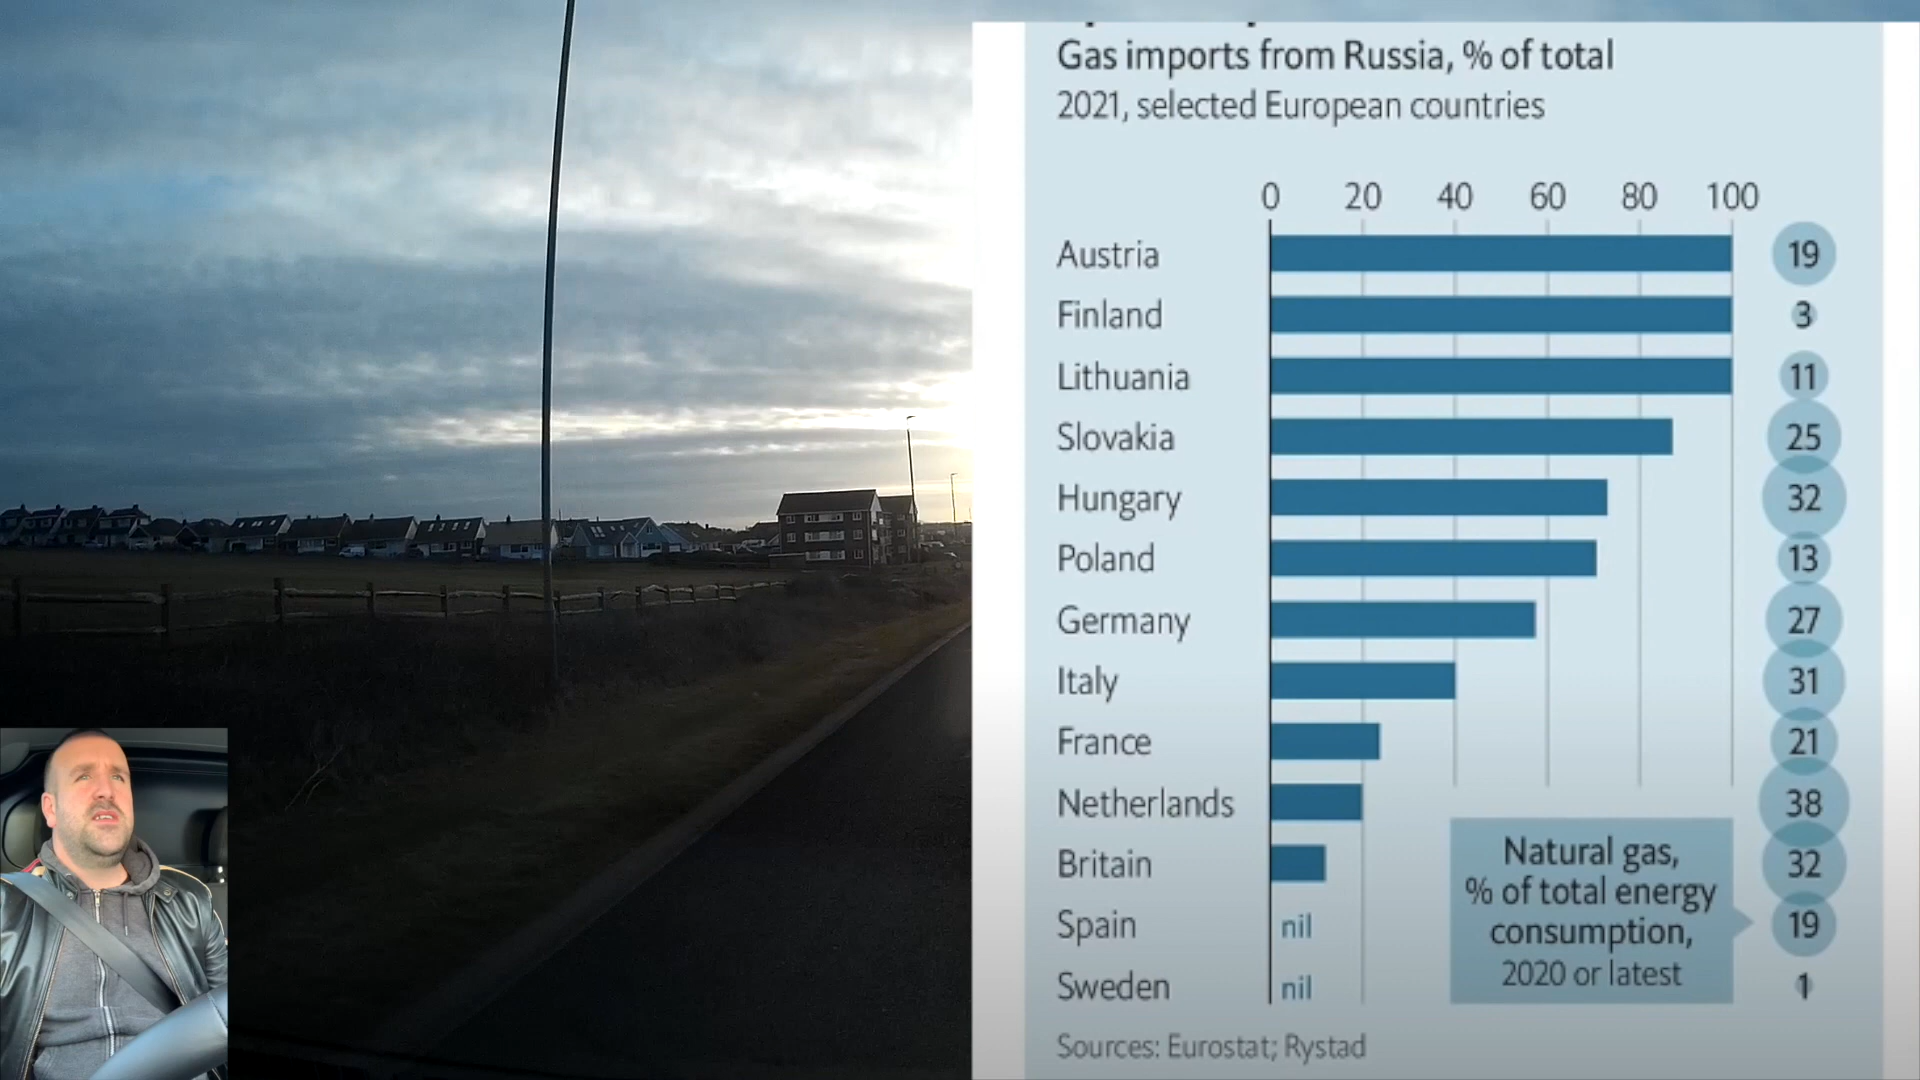 Gas imports from Russia, % of total
2021, selected European countries
0 20 40 60 80 100
Austria 19
Finland 3
Lithuania 11
Slovakia 25
Hungary 32
Poland 13
Germany 27
Italy 31
France 21
Netherlands 38
Britain 32
Spain nil 19
Sweden nil 1
Natural gas,
% of total energy
consumption,
2020 or latest
Sources: Eurostat; Rystad